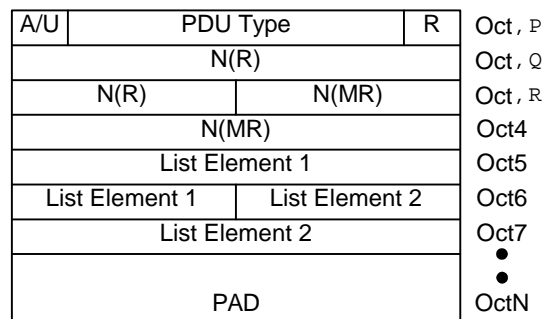 A/U PDU Type R Oct, P
N(R) Oct, Q
N(R) N(MR) Oct, R
N(MR) Oct4
List Element 1 Oct5
List Element 1 List Element 2 Oct6
List Element 2 Oct7
PAD OctN